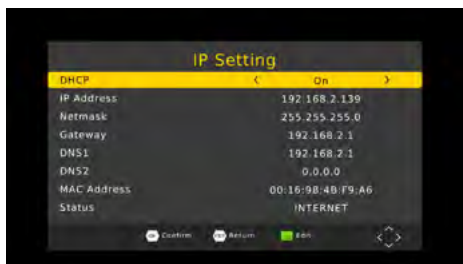 IP Setting
DHCP < On >
IP Address 192.168.2.139
Netmask 255.255.255.0
Gateway 192.168.2.1
DNS1 192.168.2.1
DNS2 0.0.0.0
MAC Address 00:16:98:4B:F9:A6
Status INTERNET
Confirm Return Edit